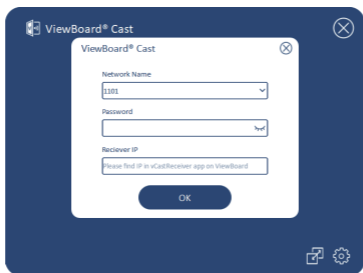 ViewBoard® Cast
ViewBoard® Cast
Network Name
1101
Password
Reciever IP
Please find IP in vCastReceiver app on ViewBoard
OK